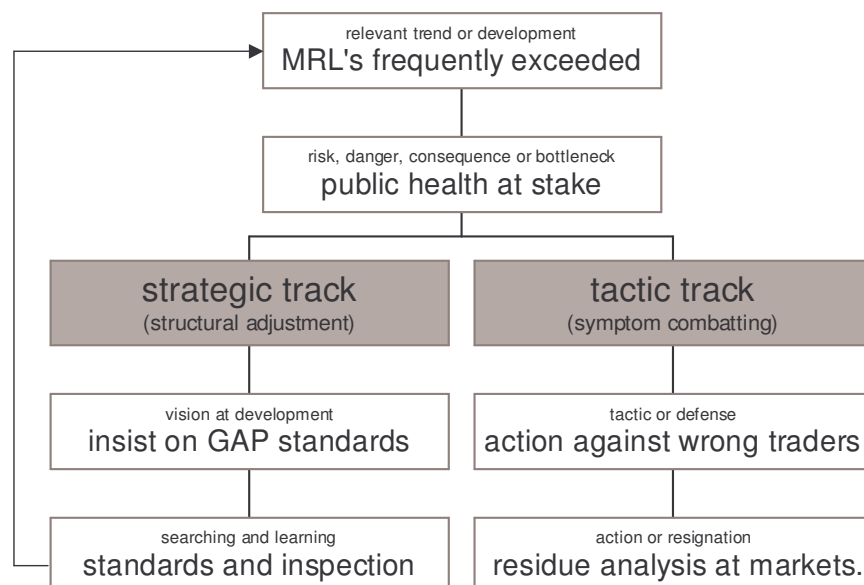 relevant trend or development
MRL's frequently exceeded
risk, danger, consequence or bottleneck
public health at stake
strategic track
(structural adjustment)
tactic track
(symptom combatting)
vision at development
insist on GAP standards
tactic or defense
action against wrong traders
searching and learning
standards and inspection
action or resignation
residue analysis at markets.